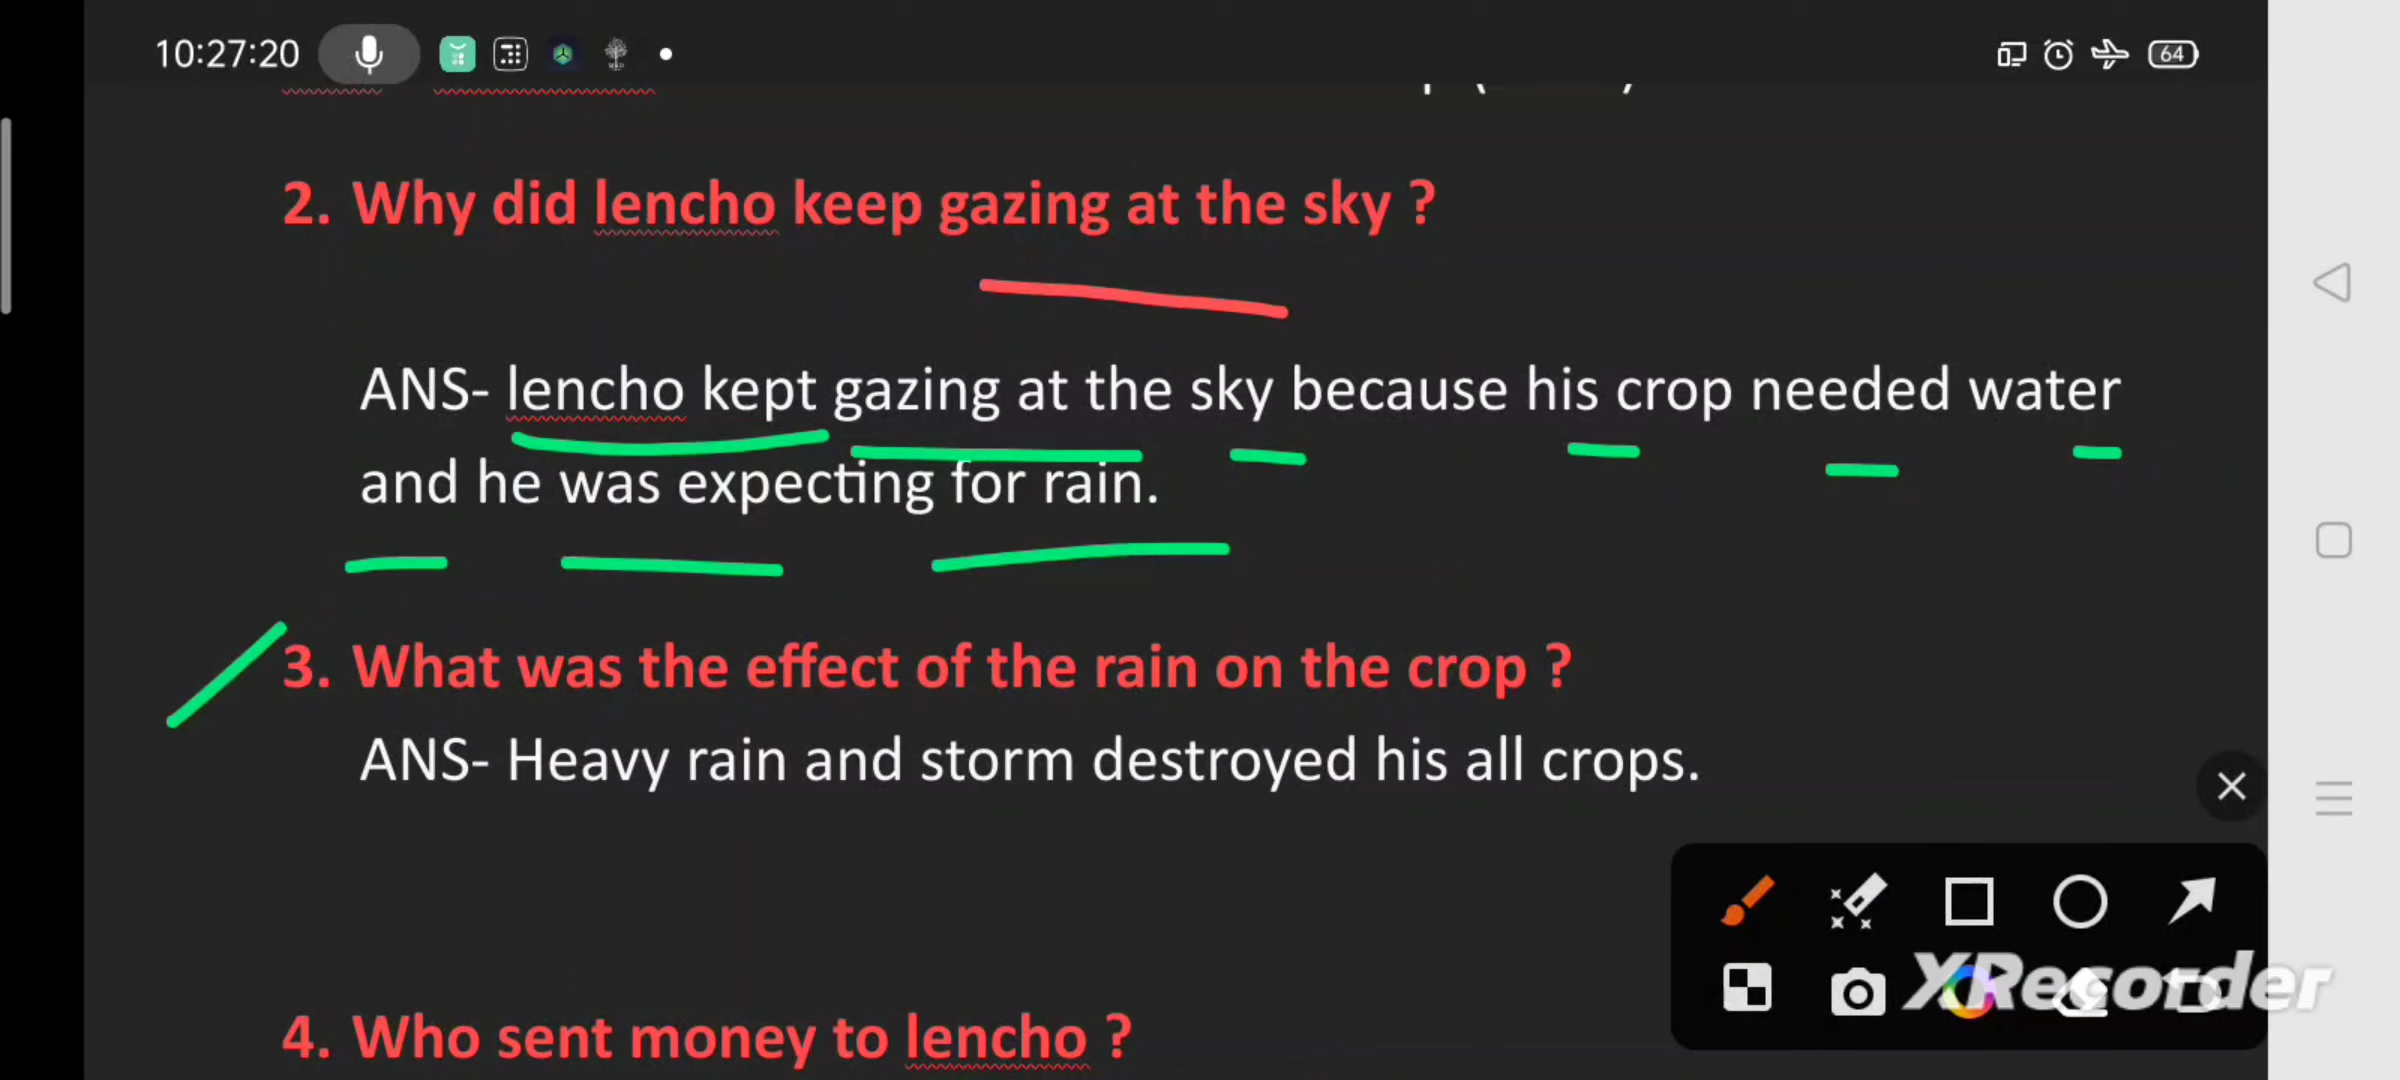 10:27:20
64
2. Why did lencho keep gazing at the sky ?
ANS- lencho kept gazing at the sky because his crop needed water
and he was expecting for rain.
3. What was the effect of the rain on the crop ?
ANS- Heavy rain and storm destroyed his all crops.
XRecorder
4. Who sent money to lencho ?